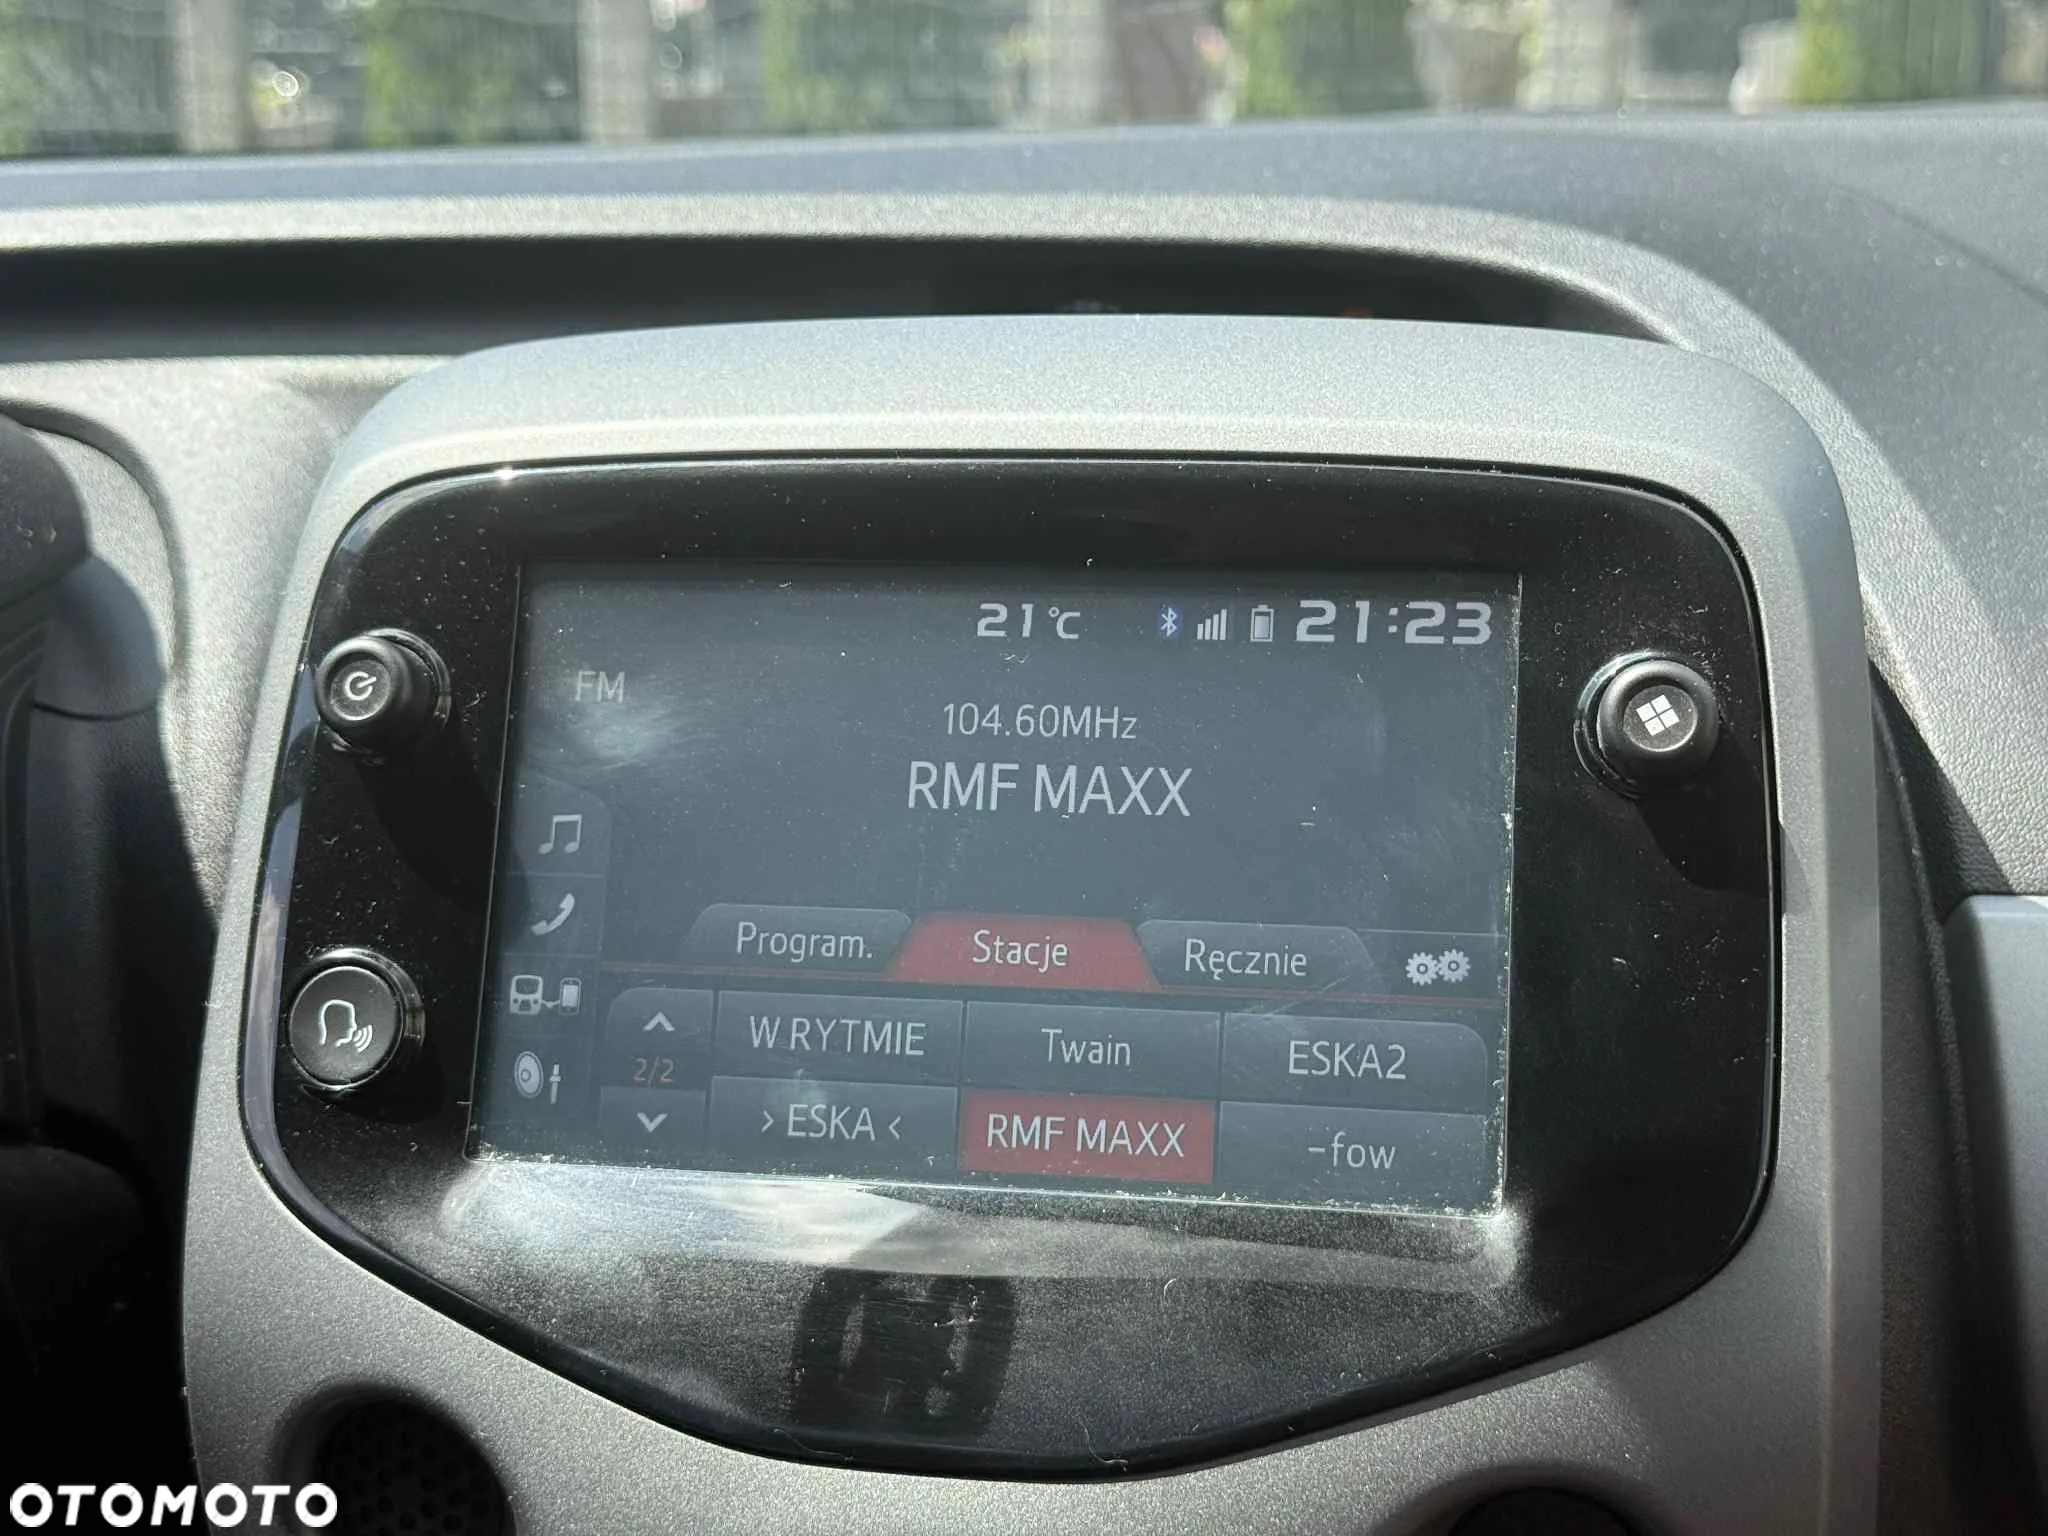 21°C 21:23
FM
104.60MHz
RMF MAXX
Program. Stacje Ręcznie
W RYTMIE Twain ESKA2
2/2
> ESKA < RMF MAXX -fow
OTOMOTO